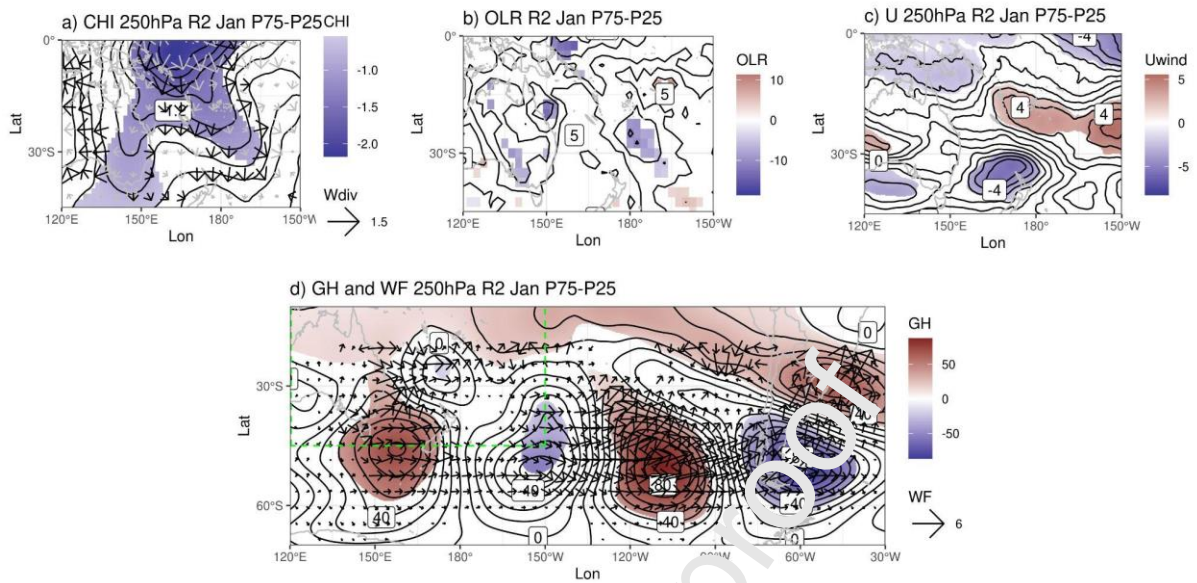 a) CHI 250hPa R2 Jan P75-P25
CHI
-1.0
-1.5
-2.0
Wdiv
1.5
0°
30°S
Lat
120°E 150°E 180° 150°W
Lon
b) OLR R2 Jan P75-P25
OLR
10
0
-10
5
5
0°
30°S
Lat
120°E 150°E 180° 150°W
Lon
c) U 250hPa R2 Jan P75-P25
Uwind
5
0
-5
-4
4
4
0
-4
0°
30°S
Lat
120°E 150°E 180° 150°W
Lon
d) GH and WF 250hPa R2 Jan P75-P25
GH
50
0
-50
WF
6
0
0
40
-40
0
80
-40
-40
0
30°S
60°S
Lat
120°E 150°E 180° 150°W 120°W 90°W 60°W 30°W
Lon
proof